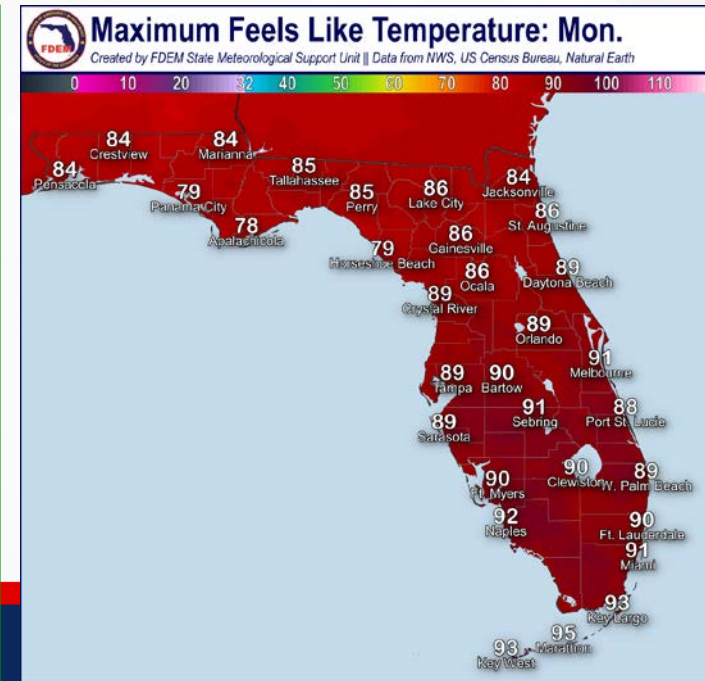 FDEM
Maximum Feels Like Temperature: Mon.
Created by FDEM State Meteorological Support Unit || Data from NWS, US Census Bureau, Natural Earth
0 10 20 32 40 50 60 70 80 90 100 110
84
Crestview
84
Marianna
84
Pensacola
85
Tallahassee
79
Panama City
85
Perry
86
Lake City
84
Jacksonville
78
Apalachicola
86
St. Augustine
79
Horseshoe Beach
86
Gainesville
86
Ocala
89
Daytona Beach
89
Crystal River
89
Orlando
91
Melbourne
89
Tampa
90
Bartow
89
Sarasota
91
Sebring
88
Port St. Lucie
90
Ft. Myers
90
Clewiston
89
W. Palm Beach
92
Naples
90
Ft. Lauderdale
91
Miami
93
Key Largo
95
Marathon
93
Key West